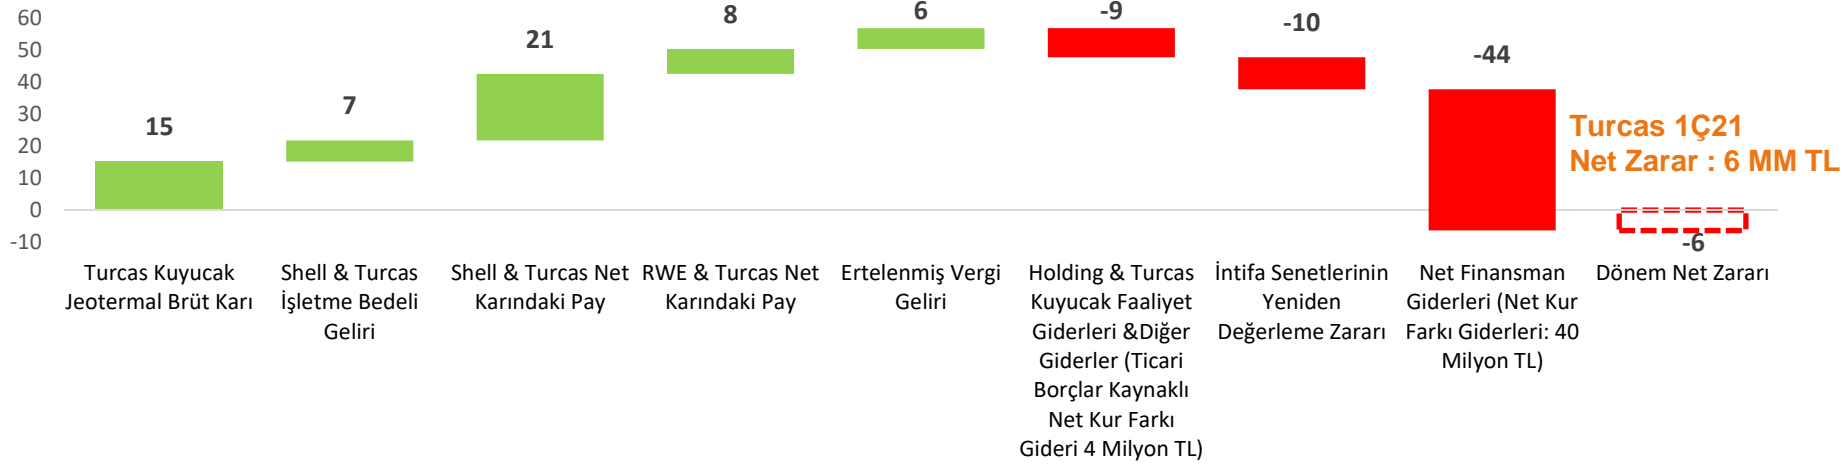 60
50
40
30
20
10
0
-10
15
7
21
8
6
-9
-10
-44
-6
Turcas 1Ç21
Net Zarar : 6 MM TL
Turcas Kuyucak
Jeotermal Brüt Karı
Shell & Turcas
İşletme Bedeli
Geliri
Shell & Turcas Net
Karındaki Pay
RWE & Turcas Net
Karındaki Pay
Ertelenmiş Vergi
Geliri
Holding & Turcas
Kuyucak Faaliyet
Giderleri &Diğer
Giderler (Ticari
Borçlar Kaynaklı
Net Kur Farkı
Gideri 4 Milyon TL)
İntifa Senetlerinin
Yeniden
Değerleme Zararı
Net Finansman
Giderleri (Net Kur
Farkı Giderleri: 40
Milyon TL)
Dönem Net Zararı